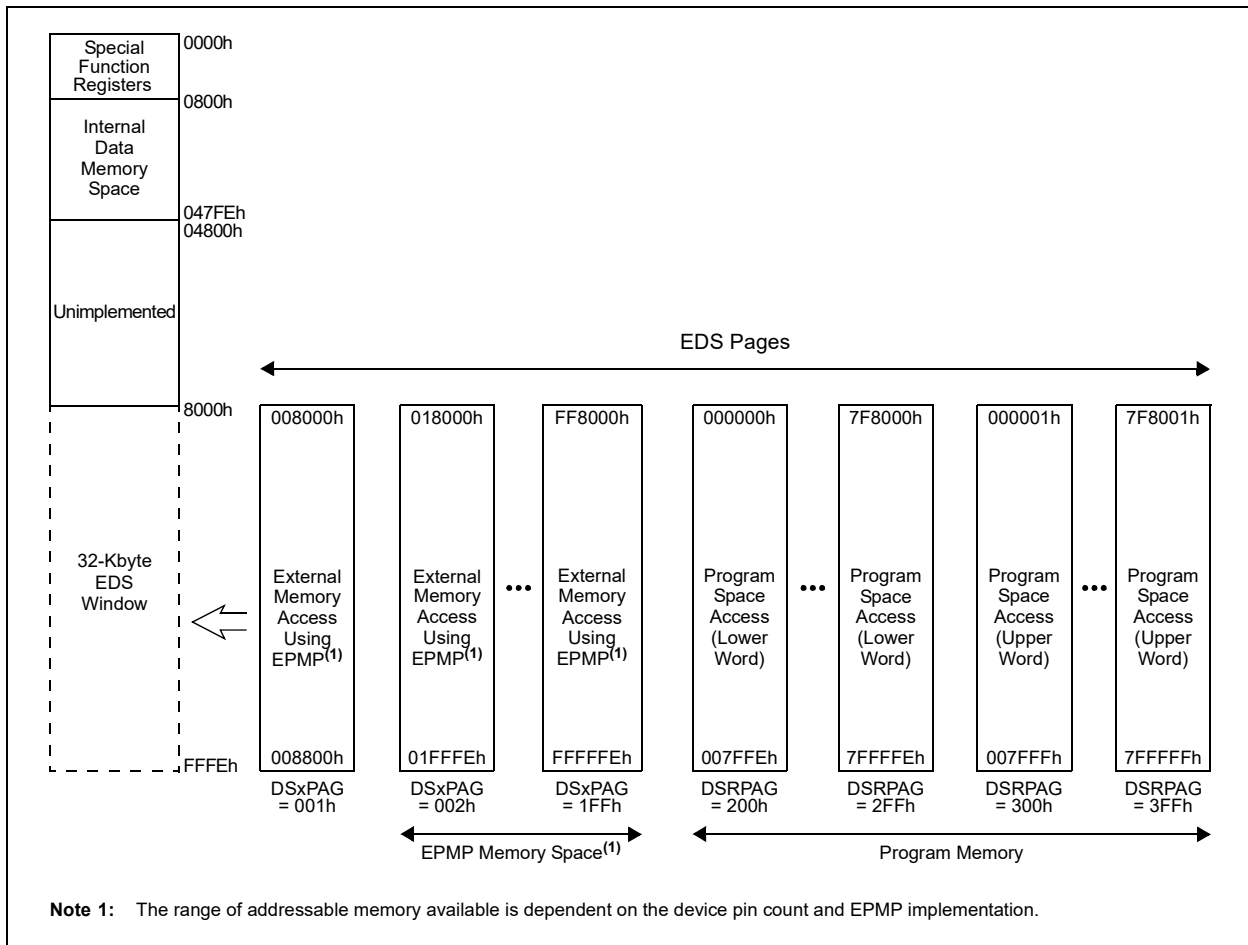 Special
Function
Registers
0000h
0800h
Internal
Data
Memory
Space
047FEh
04800h
Unimplemented
8000h
32-Kbyte
EDS
Window
FFFEh
EDS Pages
008000h
External
Memory
Access
Using
EPMP(1)
008800h
DSxPAG
= 001h
018000h
External
Memory
Access
Using
EPMP(1)
01FFFEh
DSxPAG
= 002h
•••
FF8000h
External
Memory
Access
Using
EPMP(1)
FFFFFEh
DSxPAG
= 1FFh
EPMP Memory Space(1)
000000h
Program
Space
Access
(Lower
Word)
007FFEh
DSRPAG
= 200h
•••
7F8000h
Program
Space
Access
(Lower
Word)
7FFFFEh
DSRPAG
= 2FFh
000001h
Program
Space
Access
(Upper
Word)
007FFFh
DSRPAG
= 300h
•••
7F8001h
Program
Space
Access
(Upper
Word)
7FFFFFh
DSRPAG
= 3FFh
Program Memory
Note 1: The range of addressable memory available is dependent on the device pin count and EPMP implementation.